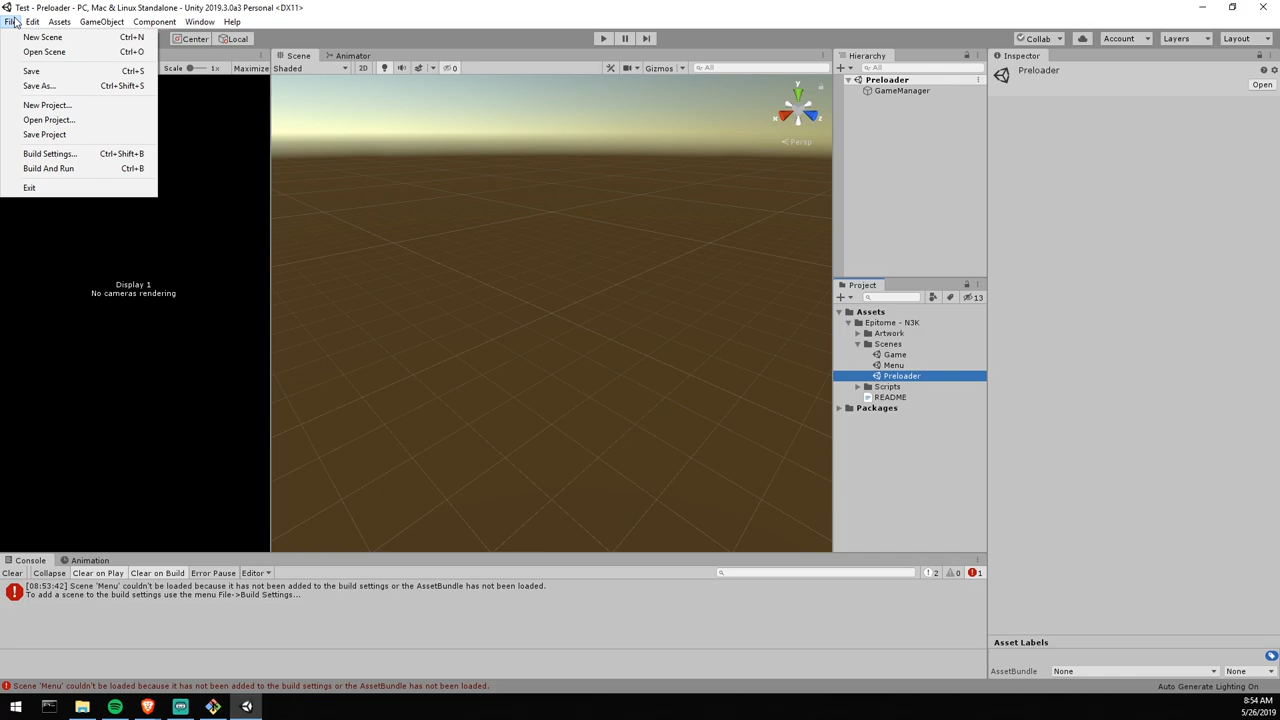 Test - Preloader - PC, Mac & Linux Standalone - Unity 2019.3.0a3 Personal <DX11>
File Edit Assets GameObject Component Window Help
New Scene Ctrl+N
Open Scene Ctrl+O
Save Ctrl+S
Save As... Ctrl+Shift+S
New Project...
Open Project...
Save Project
Build Settings... Ctrl+Shift+B
Build And Run Ctrl+B
Exit
Center Local
Collab Account Layers Layout
Scale 1x Maximize
Display 1
No cameras rendering
Scene Animator
Shaded 2D 0 Gizmos All
y
x z
Persp
Hierarchy
All
Preloader
GameManager
Project
13
Assets
Epitome - N3K
Artwork
Scenes
Game
Menu
Preloader
Scripts
README
Packages
Inspector
Preloader
Open
Asset Labels
AssetBundle None None
Console Animation
Clear Collapse Clear on Play Clear on Build Error Pause Editor 2 0 1
[08:53:42] Scene 'Menu' couldn't be loaded because it has not been added to the build settings or the AssetBundle has not been loaded.
To add a scene to the build settings use the menu File->Build Settings...
Scene 'Menu' couldn't be loaded because it has not been added to the build settings or the AssetBundle has not been loaded.
Auto Generate Lighting On
8:54 AM
5/26/2019